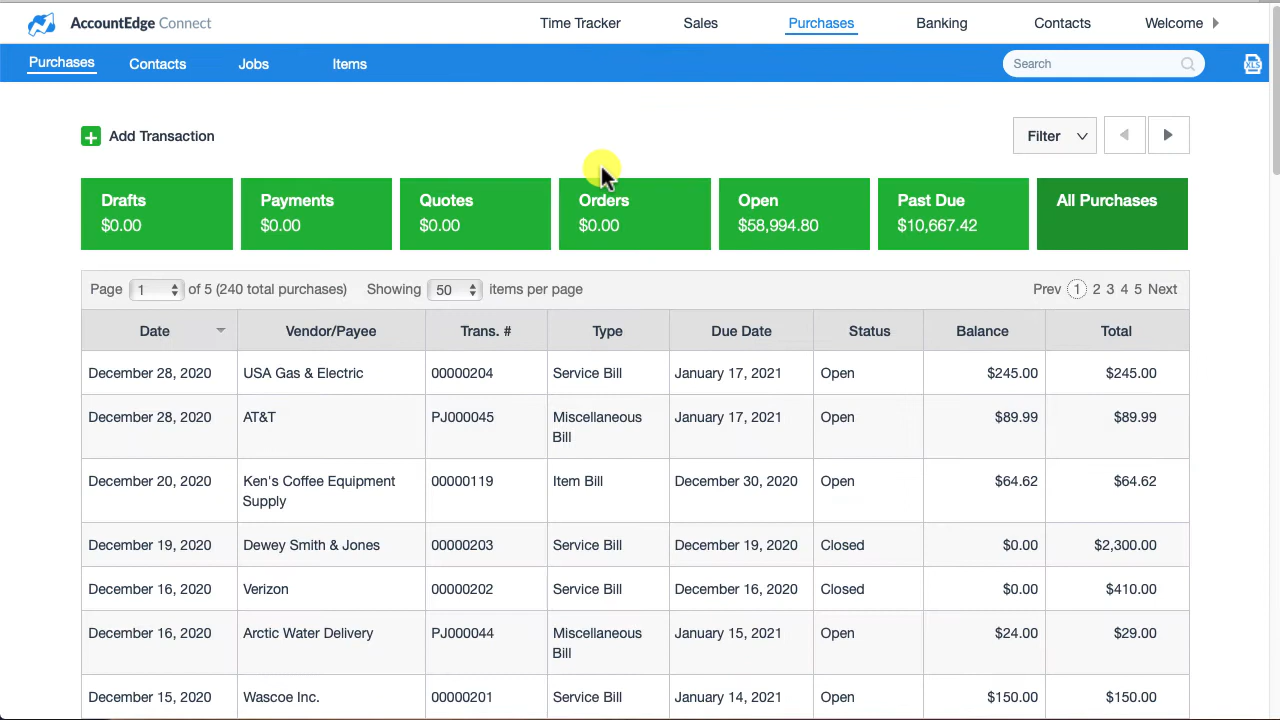 AccountEdge Connect Time Tracker Sales Purchases Banking Contacts Welcome
Purchases Contacts Jobs Items Search XLS
Add Transaction Filter
Drafts Payments Quotes Orders Open Past Due All Purchases
$0.00 $0.00 $0.00 $0.00 $58,994.80 $10,667.42
Page 1 of 5 (240 total purchases) Showing 50 items per page Prev 1 2 3 4 5 Next
Date Vendor/Payee Trans. # Type Due Date Status Balance Total
December 28, 2020 USA Gas & Electric 00000204 Service Bill January 17, 2021 Open $245.00 $245.00
December 28, 2020 AT&T PJ000045 Miscellaneous January 17, 2021 Open $89.99 $89.99
Bill
December 20, 2020 Ken's Coffee Equipment 00000119 Item Bill December 30, 2020 Open $64.62 $64.62
Supply
December 19, 2020 Dewey Smith & Jones 00000203 Service Bill December 19, 2020 Closed $0.00 $2,300.00
December 16, 2020 Verizon 00000202 Service Bill December 16, 2020 Closed $0.00 $410.00
December 16, 2020 Arctic Water Delivery PJ000044 Miscellaneous January 15, 2021 Open $24.00 $29.00
Bill
December 15, 2020 Wascoe Inc. 00000201 Service Bill January 14, 2021 Open $150.00 $150.00